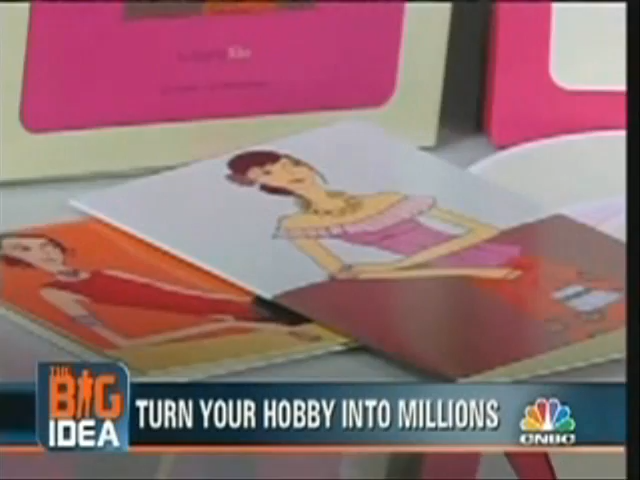 THE
BIG
IDEA
TURN YOUR HOBBY INTO MILLIONS
CNBC